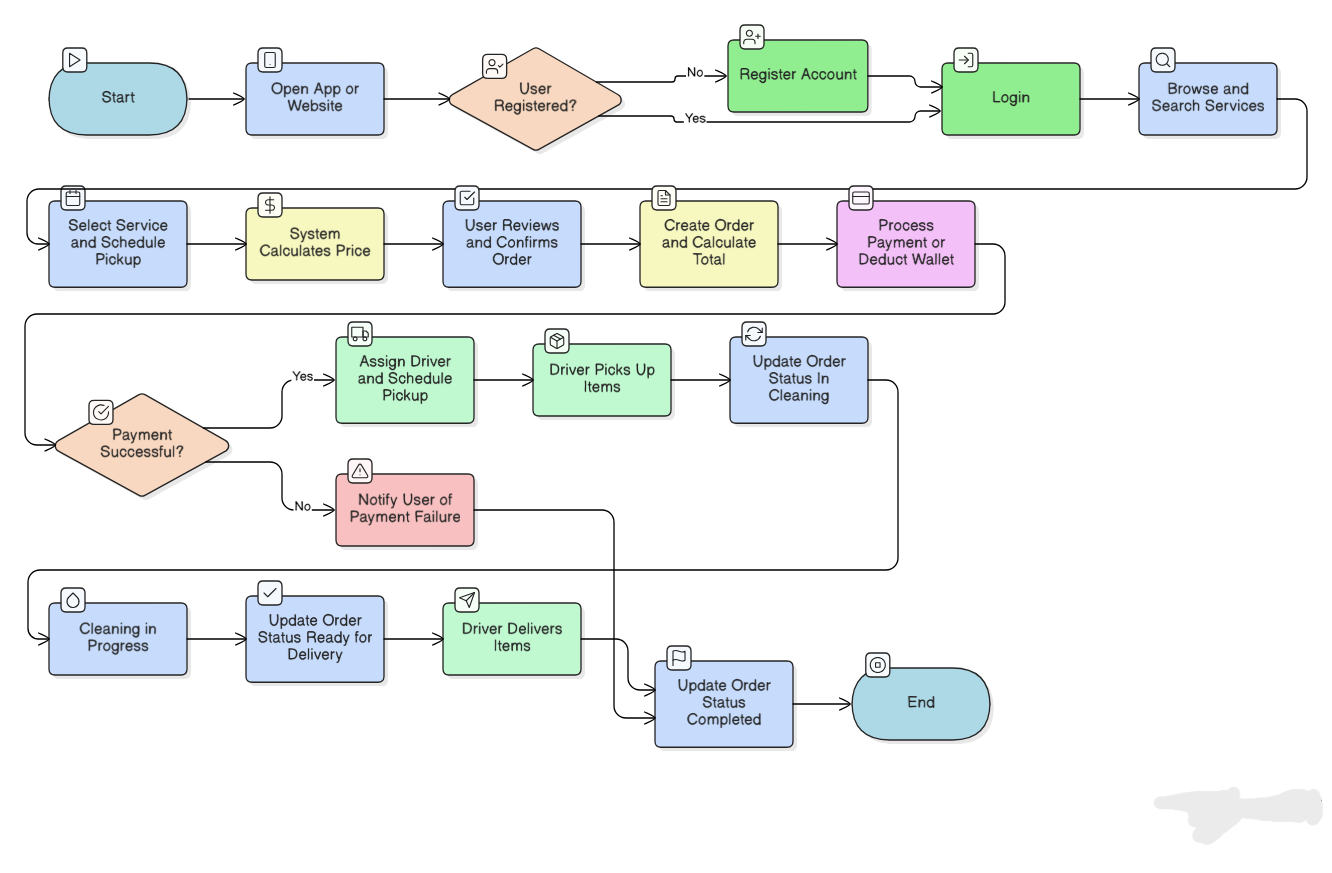 Start
Open App or
Website
User
Registered?
No
Yes
Register Account
Login
Browse and
Search Services
Select Service
and Schedule
Pickup
$
System
Calculates Price
User Reviews
and Confirms
Order
Create Order
and Calculate
Total
Process
Payment or
Deduct Wallet
Payment
Successful?
Yes
No
Assign Driver
and Schedule
Pickup
Driver Picks Up
Items
Update Order
Status In
Cleaning
Notify User of
Payment Failure
Cleaning in
Progress
Update Order
Status Ready for
Delivery
Driver Delivers
Items
Update Order
Status
Completed
End